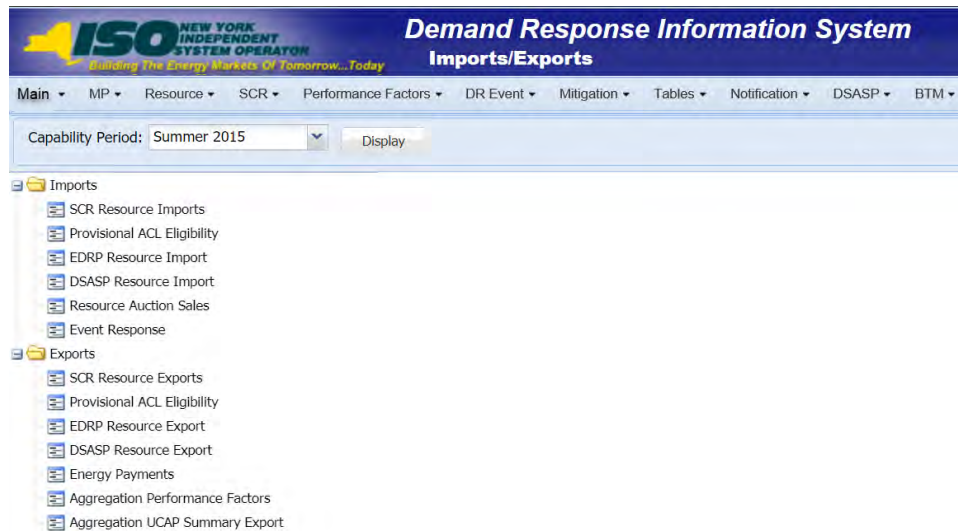 ISO NEW YORK
INDEPENDENT
SYSTEM OPERATOR
Building The Energy Markets Of Tomorrow...Today
Demand Response Information System
Imports/Exports
Main MP Resource SCR Performance Factors DR Event Mitigation Tables Notification DSASP BTM
Capability Period: Summer 2015 Display
Imports
SCR Resource Imports
Provisional ACL Eligibility
EDRP Resource Import
DSASP Resource Import
Resource Auction Sales
Event Response
Exports
SCR Resource Exports
Provisional ACL Eligibility
EDRP Resource Export
DSASP Resource Export
Energy Payments
Aggregation Performance Factors
Aggregation UCAP Summary Export